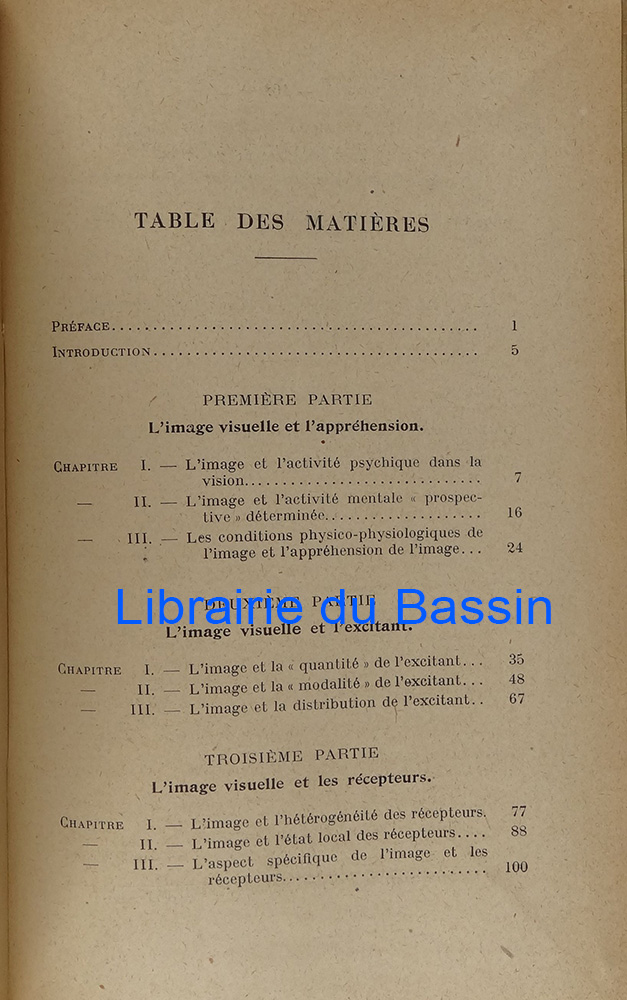 TABLE DES MATIÈRES
PRÉFACE........................................ 1
INTRODUCTION........................................ 5
PREMIÈRE PARTIE
L'image visuelle et l'appréhension.
CHAPITRE I. — L'image et l'activité psychique dans la
vision.............................. 7
— II. — L'image et l'activité mentale « prospec-
tive » déterminée.................... 16
— III. — Les conditions physico-physiologiques de
l'image et l'appréhension de l'image... 24
DEUXIÈME PARTIE
Librairie du Bassin
L'image visuelle et l'excitant.
CHAPITRE I. — L'image et la « quantité » de l'excitant... 35
— II. — L'image et la « modalité » de l'excitant... 48
— III. — L'image et la distribution de l'excitant.. 67
TROISIÈME PARTIE
L'image visuelle et les récepteurs.
CHAPITRE I. — L'image et l'hétérogénéité des récepteurs. 77
— II. — L'image et l'état local des récepteurs.... 88
— III. — L'aspect spécifique de l'image et les
récepteurs......................... 100